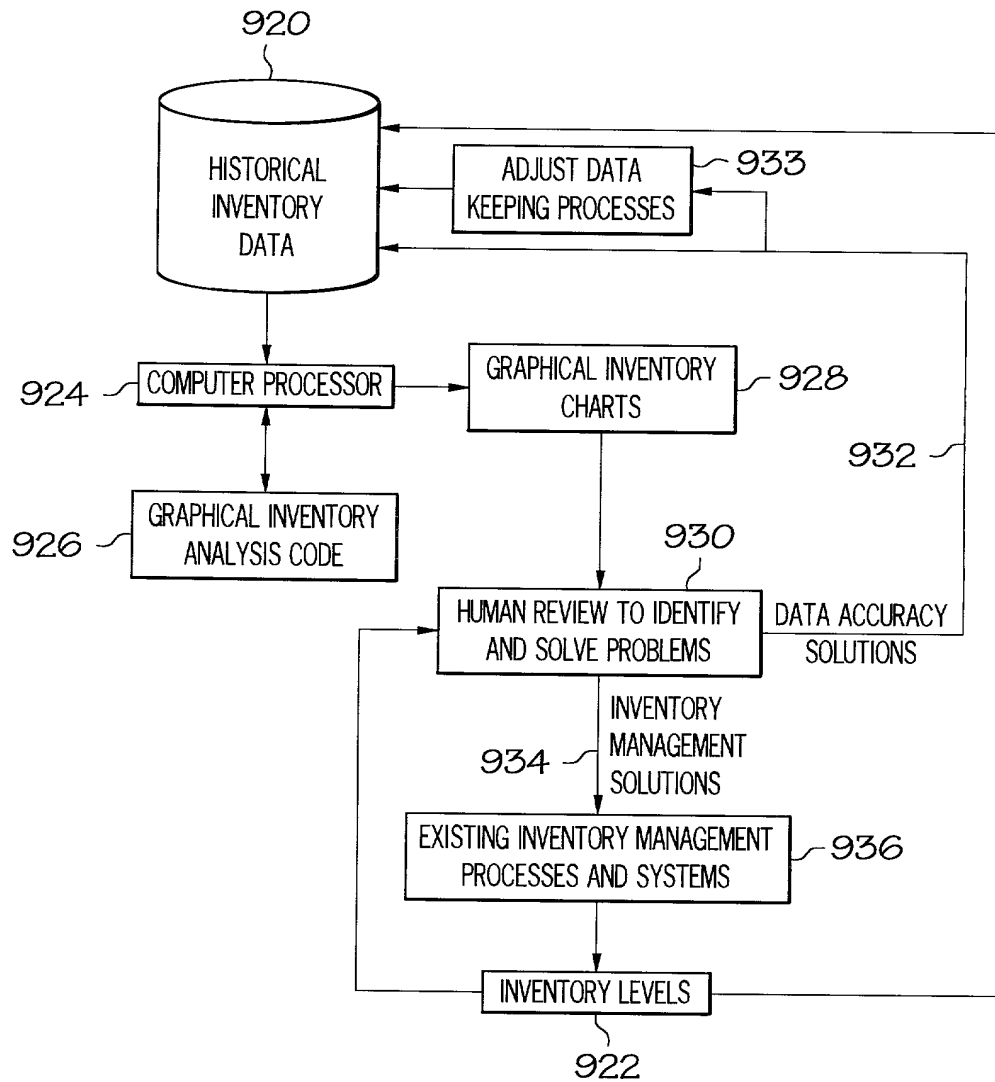 920
HISTORICAL
INVENTORY
DATA
ADJUST DATA
KEEPING PROCESSES
933
924
COMPUTER PROCESSOR
GRAPHICAL INVENTORY
CHARTS
928
932
926
GRAPHICAL INVENTORY
ANALYSIS CODE
930
HUMAN REVIEW TO IDENTIFY
AND SOLVE PROBLEMS
DATA ACCURACY
SOLUTIONS
934
INVENTORY
MANAGEMENT
SOLUTIONS
EXISTING INVENTORY MANAGEMENT
PROCESSES AND SYSTEMS
936
INVENTORY LEVELS
922